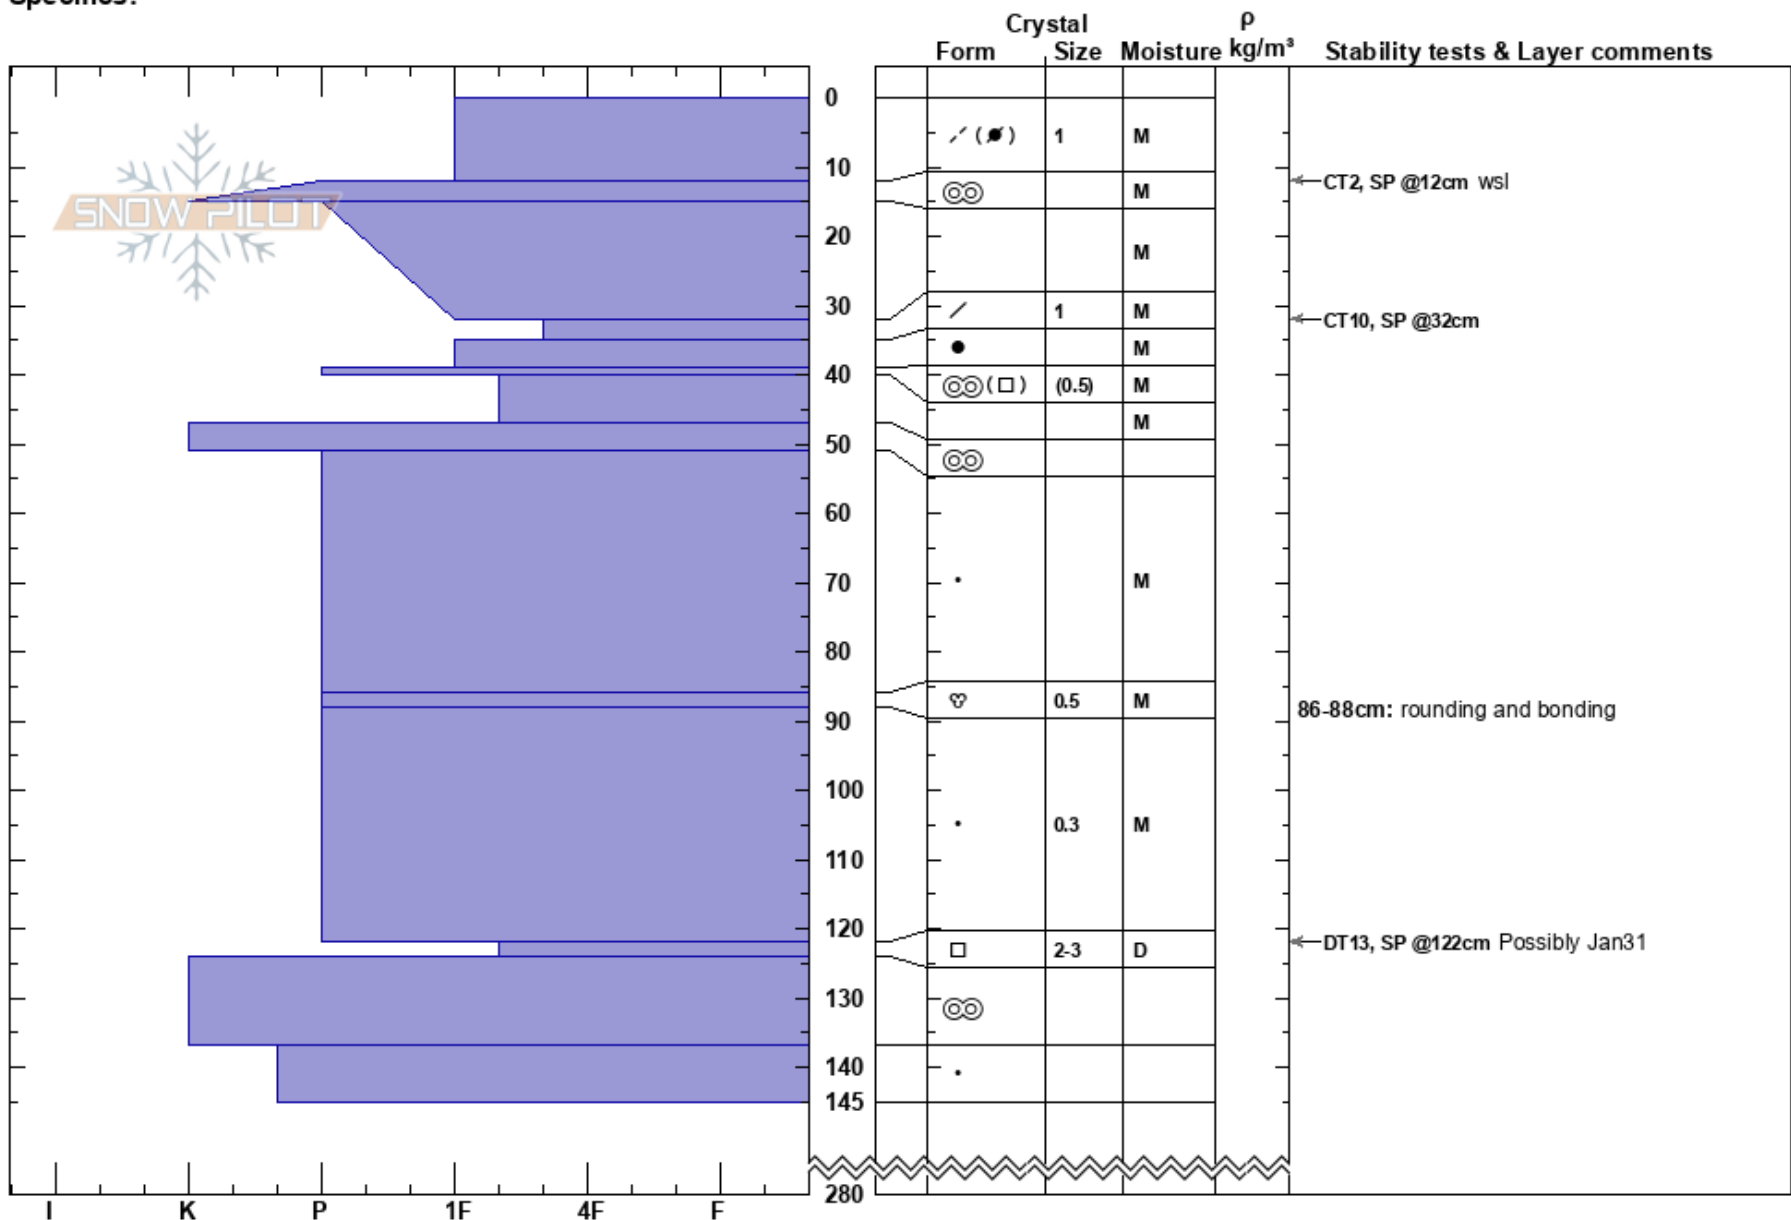 Specifics:
Crystal ρ
Form Size Moisture kg/m³ Stability tests & Layer comments
0
1 M
10
CT2, SP @12cm wsl
M
SNOW PILOT
20
M
30
1 M
CT10, SP @32cm
M
40
(0.5) M
M
50
60
70 M
80
0.5 M
86-88cm: rounding and bonding
90
100
0.3 M
110
120
DT13, SP @122cm Possibly Jan31
2-3 D
130
140
145
280
I K P 1F 4F F